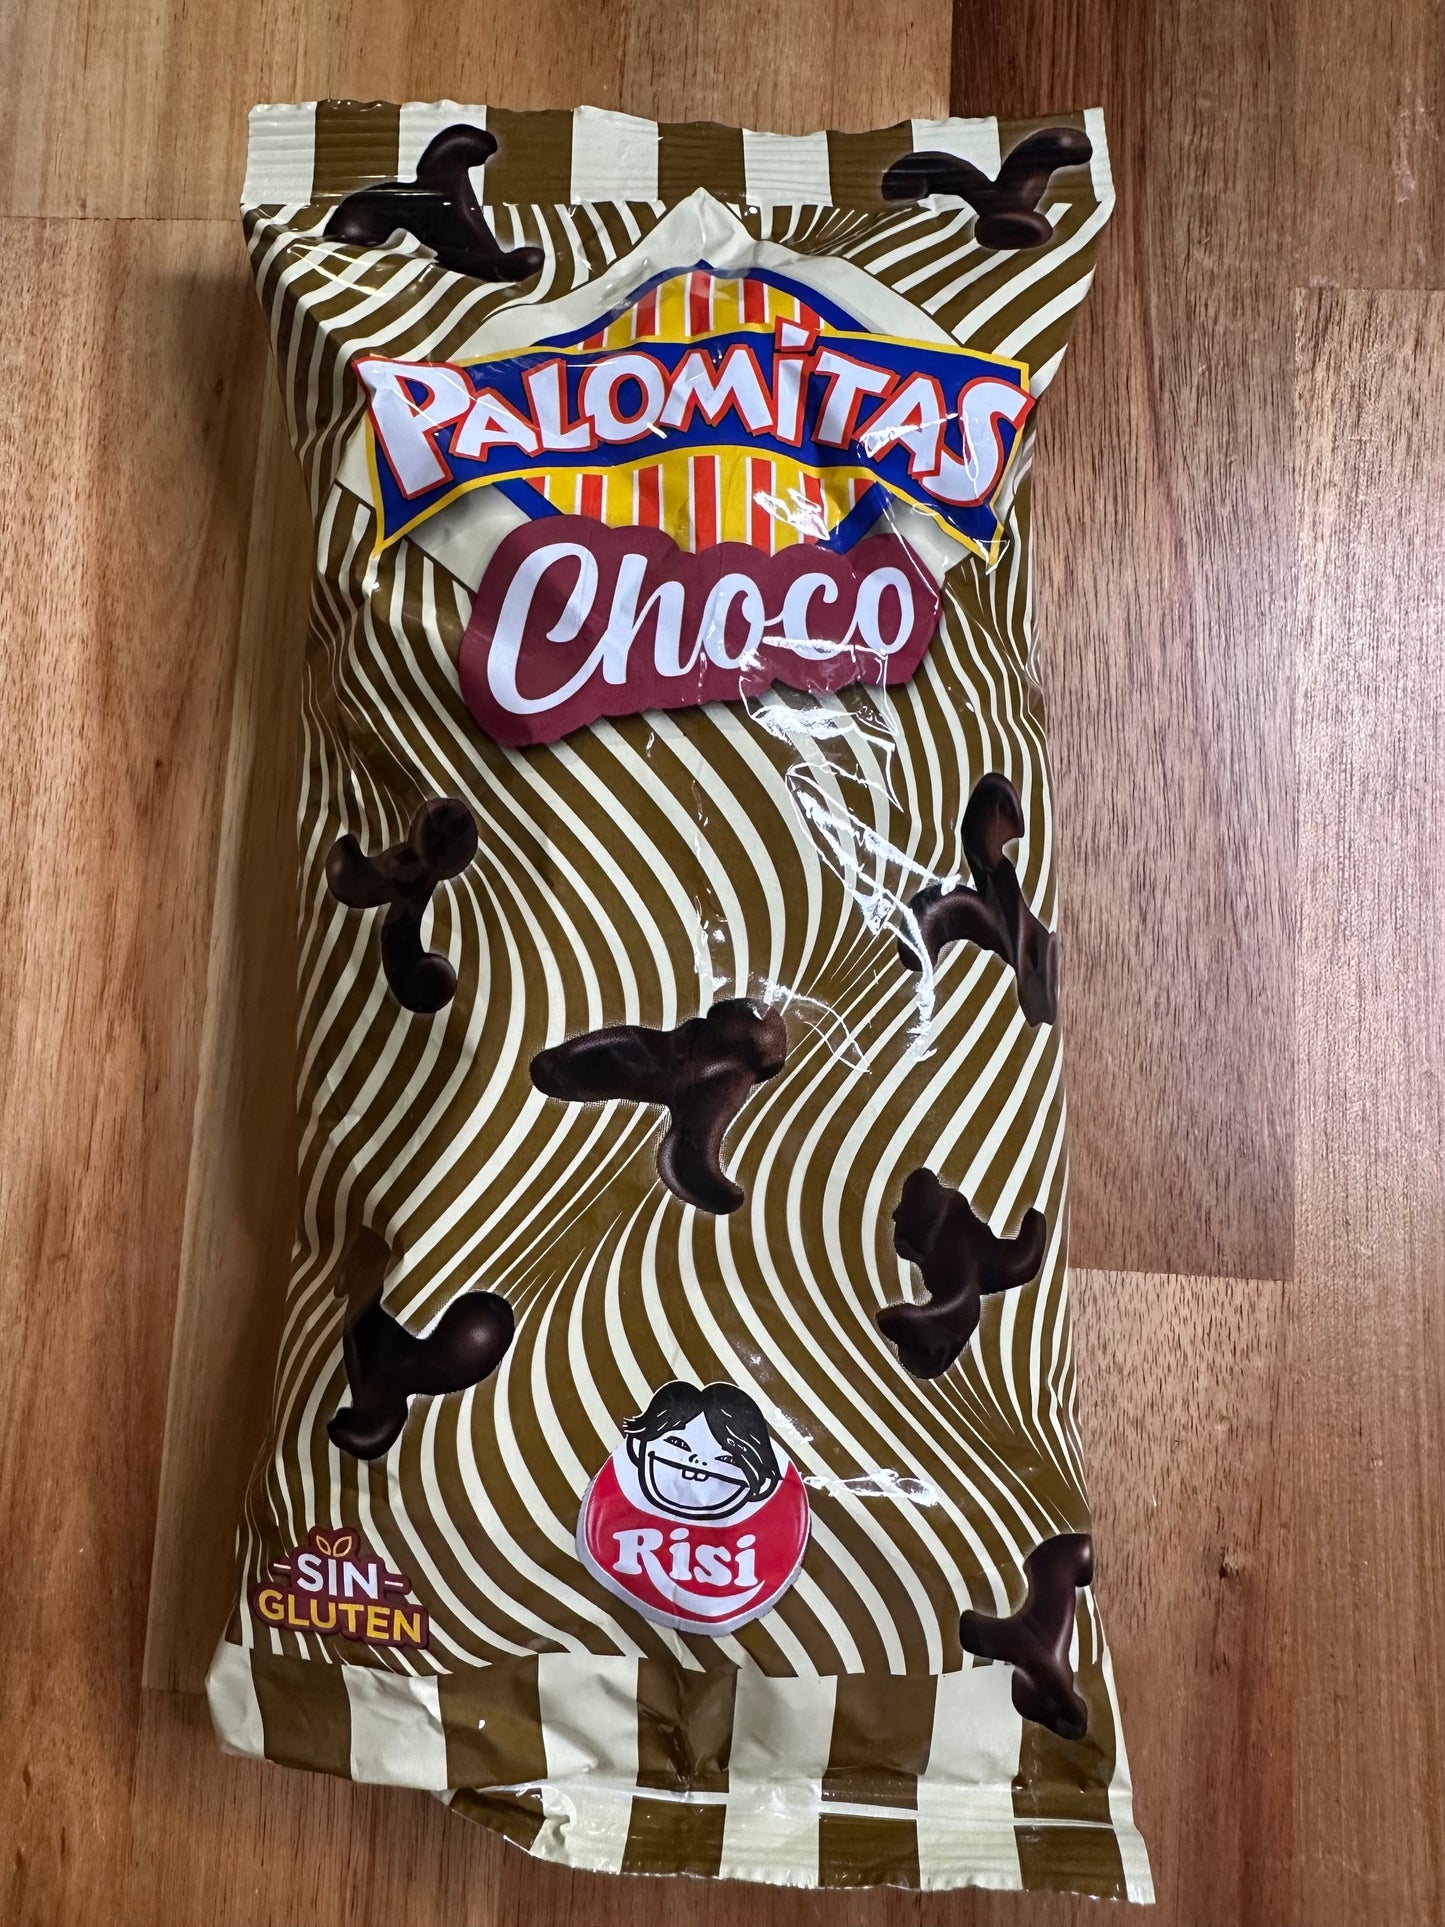 PALOMiTAS
Choco
Risi
SIN
GLUTEN